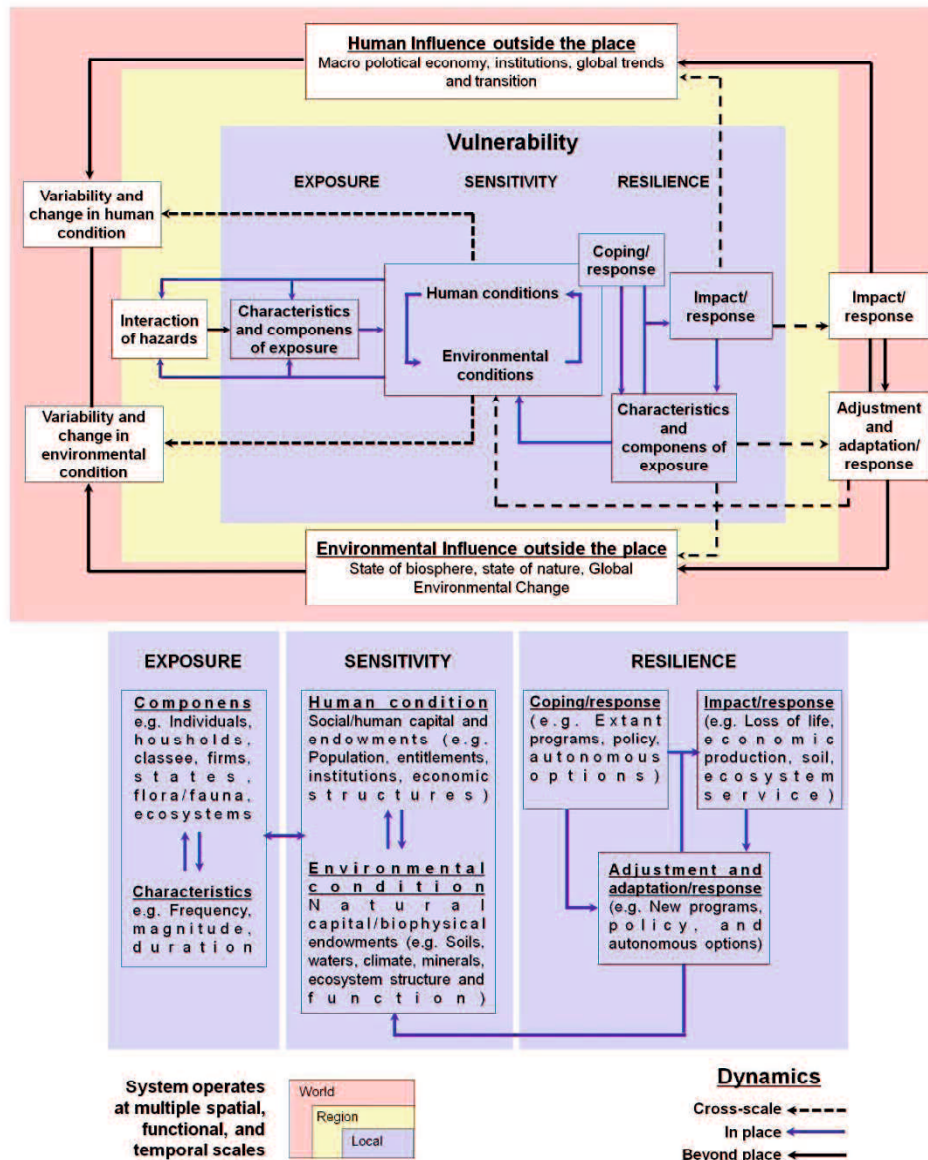 Human Influence outside the place
Macro polotical economy, institutions, global trends
and transition
Vulnerability
EXPOSURE
SENSITIVITY
RESILIENCE
Variability and
change in human
condition
Coping/
response
Human conditions
Impact/
response
Impact/
response
Interaction
of hazards
Characteristics
and componens
of exposure
Environmental
conditions
Variability and
change in
environmental
condition
Characteristics
and
componens of
exposure
Adjustment
and
adaptation/
response
Environmental Influence outside the place
State of biosphere, state of nature, Global
Environmental Change
EXPOSURE
Componens
e.g. Individuals,
housholds,
classee, firms,
states,
flora/fauna,
ecosystems
Characteristics
e.g. Frequency,
magnitude,
duration
SENSITIVITY
Human condition
Social/human capital and
endowments (e.g.
Population, entitlements,
institutions, economic
structures)
Environmental
condition
Natural
capital/biophysical
endowments (e.g. Soils,
waters, climate, minerals,
ecosystem structure and
function)
RESILIENCE
Coping/response
(e.g. Extant
programs, policy,
autonomous
options)
Impact/response
(e.g. Loss of life,
economic
production, soil,
ecosystem
service)
Adjustment and
adaptation/response
(e.g. New programs,
policy, and
autonomous options)
System operates
at multiple spatial,
functional, and
temporal scales
World
Region
Local
Dynamics
Cross-scale
In place
Beyond place